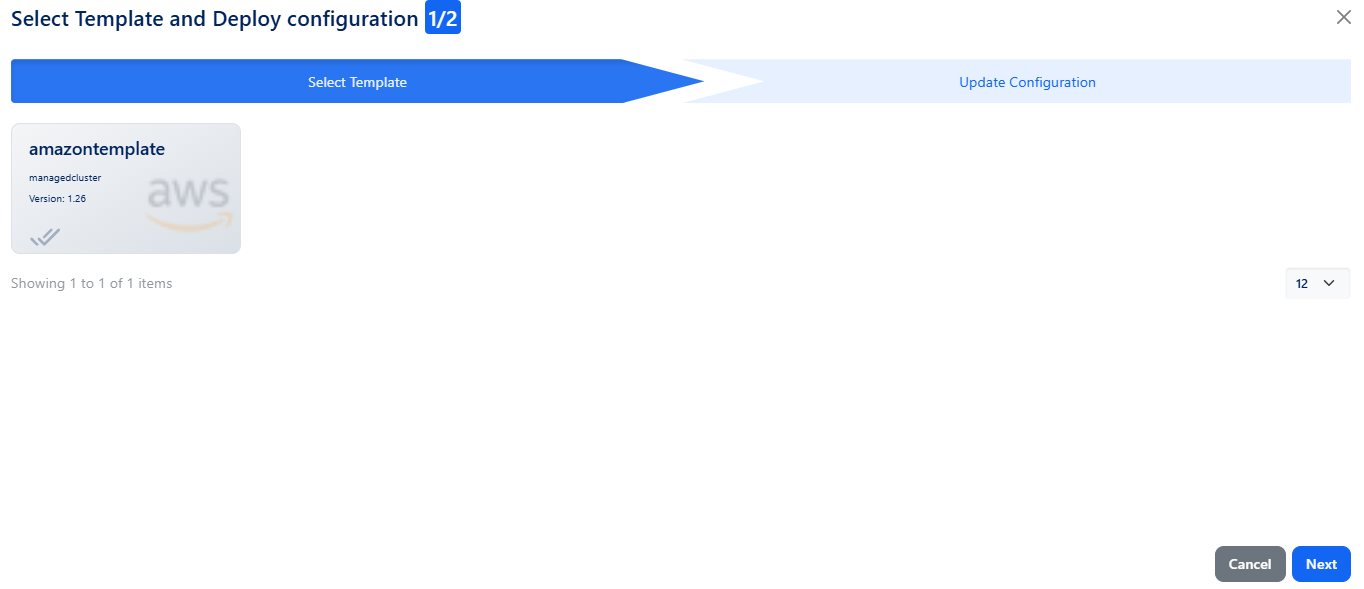 Select Template and Deploy configuration 1/2
Select Template
Update Configuration
amazontemplate
managedcluster
Version: 1.26
aws
Showing 1 to 1 of 1 items
12
Cancel
Next